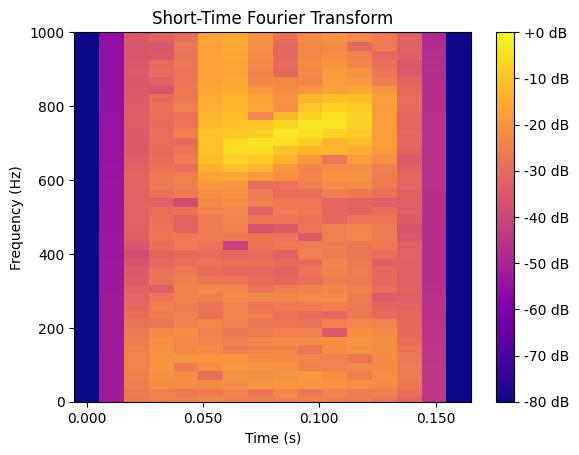 Short-Time Fourier Transform
1000
800
600
400
200
0
Frequency (Hz)
0.000
0.050
0.100
0.150
Time (s)
+0 dB
-10 dB
-20 dB
-30 dB
-40 dB
-50 dB
-60 dB
-70 dB
-80 dB